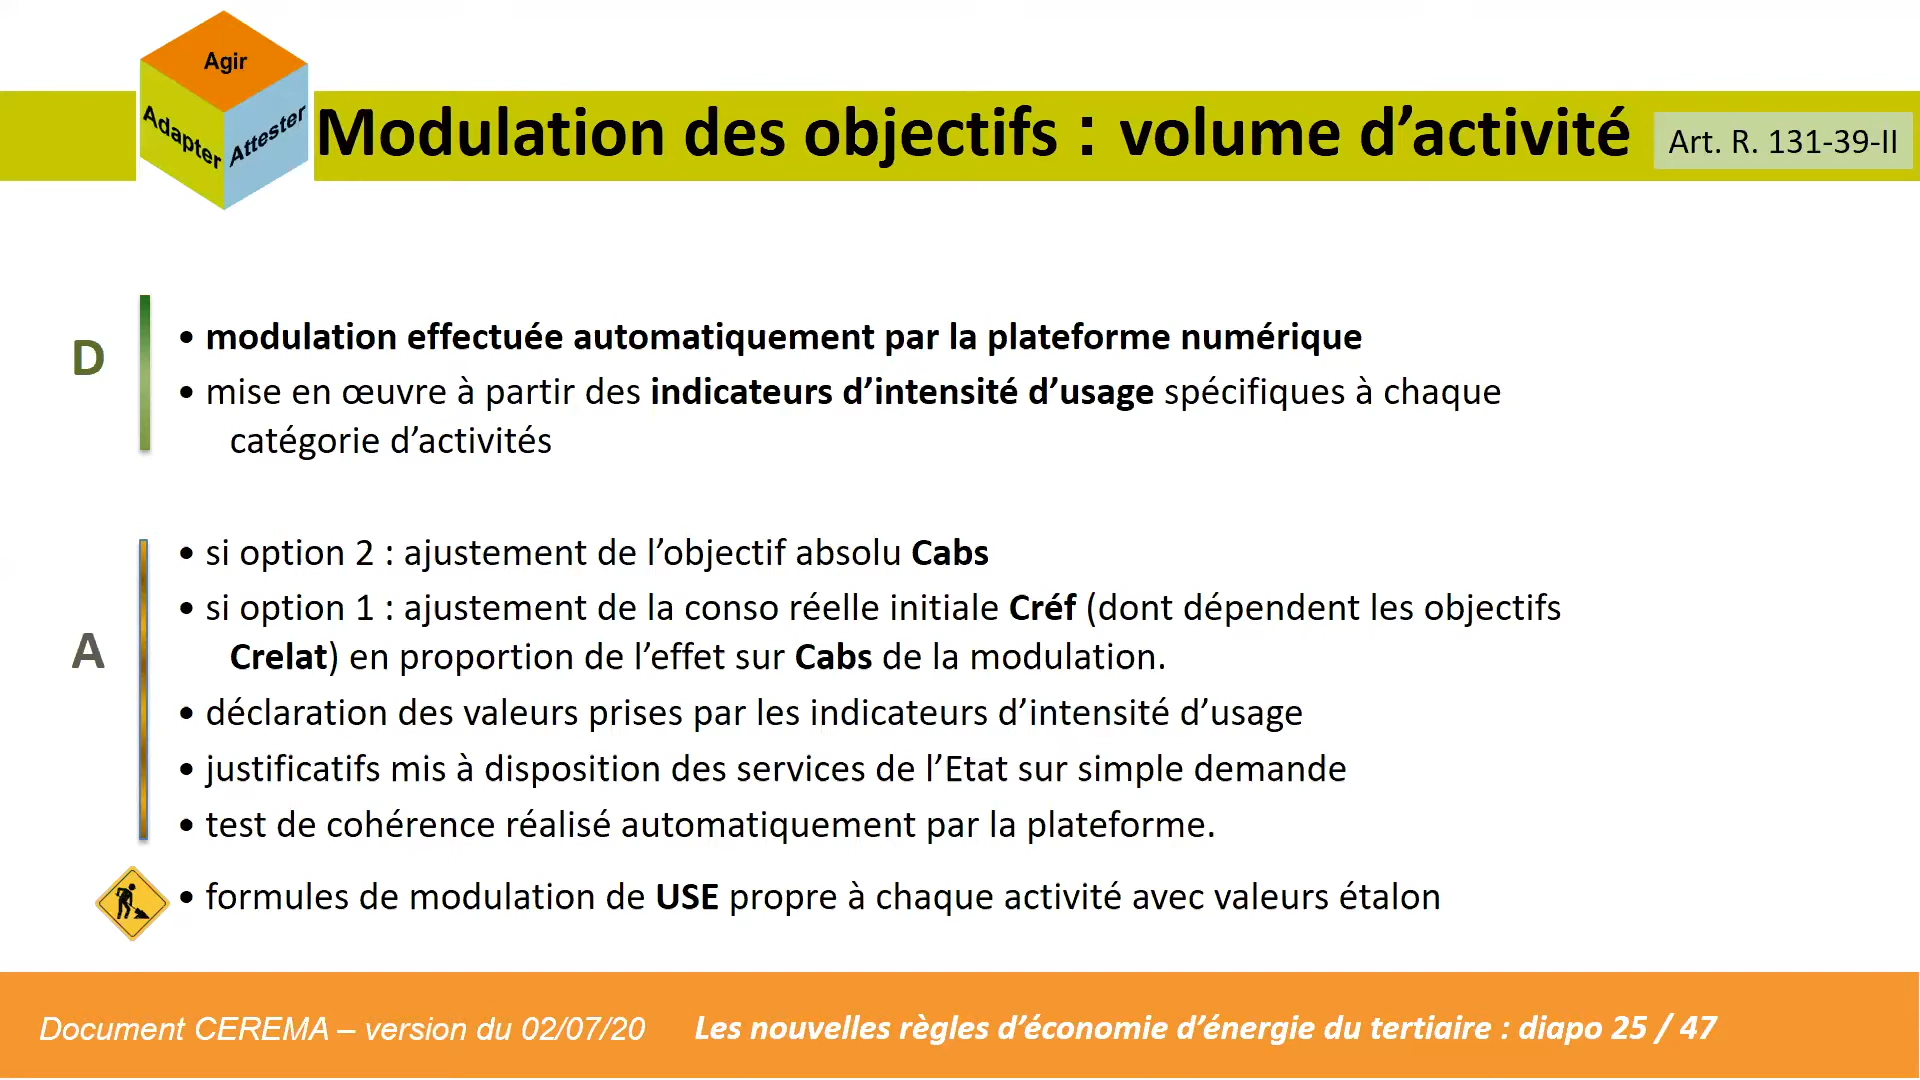 Agir
Adapter
Attester
Modulation des objectifs : volume d’activité
Art. R. 131-39-II
D
• modulation effectuée automatiquement par la plateforme numérique
• mise en œuvre à partir des indicateurs d’intensité d’usage spécifiques à chaque
catégorie d’activités
A
• si option 2 : ajustement de l’objectif absolu Cabs
• si option 1 : ajustement de la conso réelle initiale Créf (dont dépendent les objectifs
Crelat) en proportion de l’effet sur Cabs de la modulation.
• déclaration des valeurs prises par les indicateurs d’intensité d’usage
• justificatifs mis à disposition des services de l’Etat sur simple demande
• test de cohérence réalisé automatiquement par la plateforme.
• formules de modulation de USE propre à chaque activité avec valeurs étalon
Document CEREMA – version du 02/07/20
Les nouvelles règles d’économie d’énergie du tertiaire : diapo 25 / 47